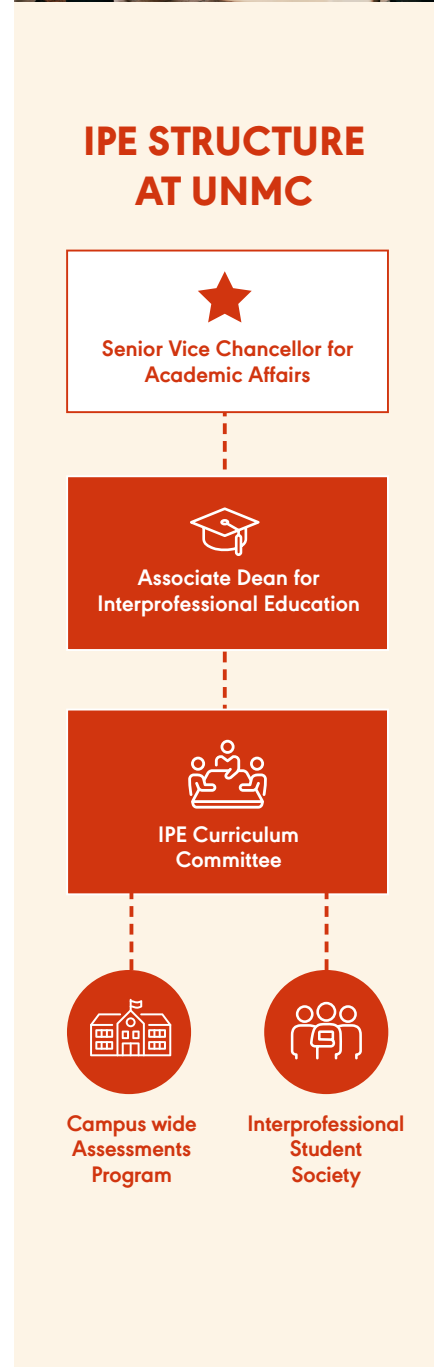 IPE STRUCTURE
AT UNMC
Senior Vice Chancellor for
Academic Affairs
Associate Dean for
Interprofessional Education
IPE Curriculum
Committee
Campus wide
Assessments
Program
Interprofessional
Student
Society